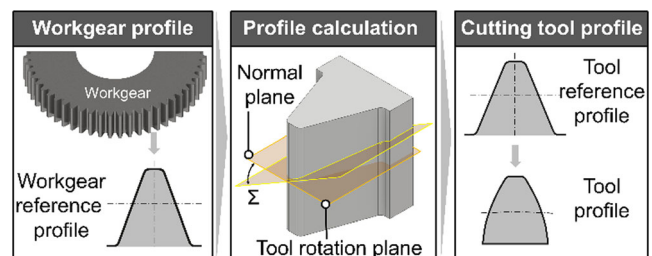 Workgear profile
Workgear
Workgear
reference
profile
Profile calculation
Normal
plane
Σ
Tool rotation plane
Cutting tool profile
Tool
reference
profile
Tool
profile